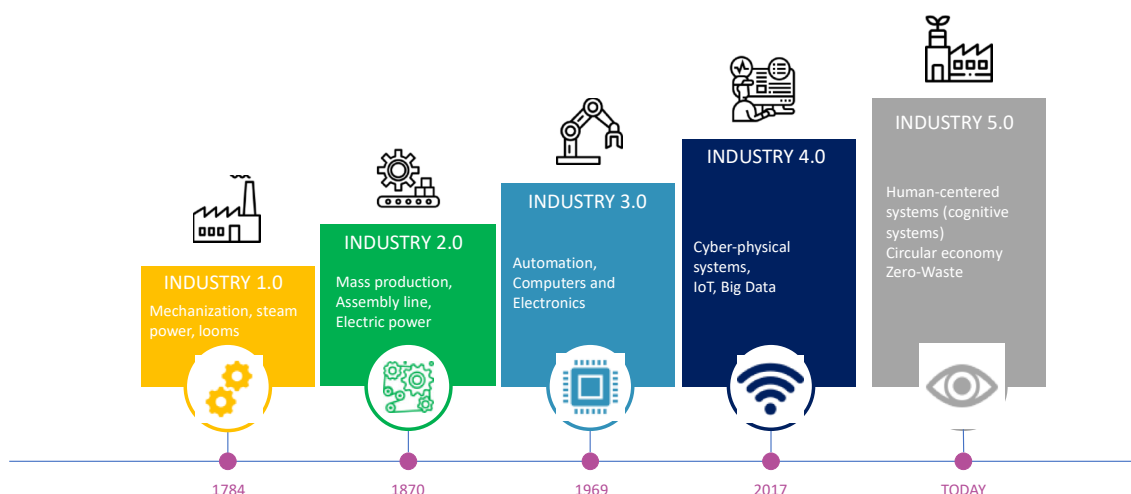 INDUSTRY 1.0
Mechanization, steam
power, looms
INDUSTRY 2.0
Mass production,
Assembly line,
Electric power
INDUSTRY 3.0
Automation,
Computers and
Electronics
INDUSTRY 4.0
Cyber-physical
systems,
IoT, Big Data
INDUSTRY 5.0
Human-centered
systems (cognitive
systems)
Circular economy
Zero-Waste
1784
1870
1969
2017
TODAY